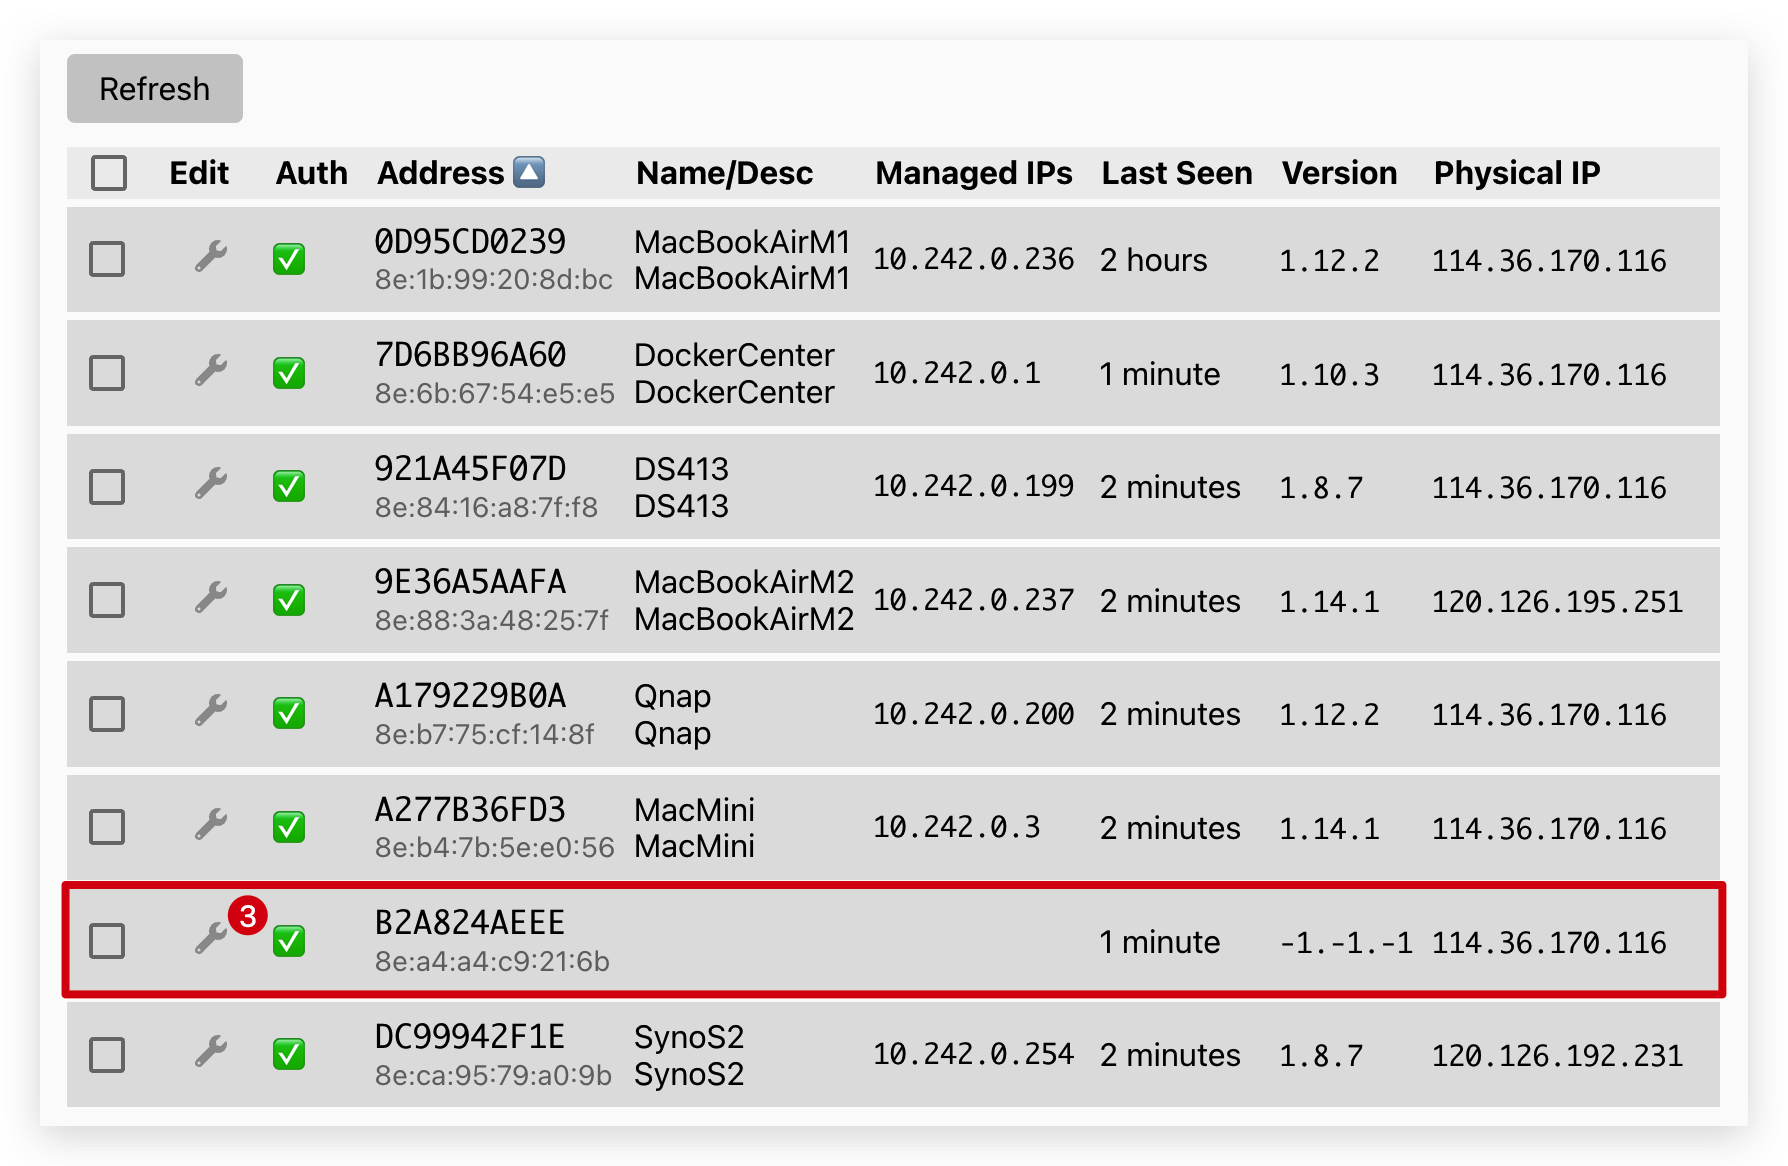 Refresh
Edit Auth Address Name/Desc Managed IPs Last Seen Version Physical IP
0D95CD0239 MacBookAirM1 10.242.0.236 2 hours 1.12.2 114.36.170.116
8e:1b:99:20:8d:bc MacBookAirM1
7D6BB96A60 DockerCenter 10.242.0.1 1 minute 1.10.3 114.36.170.116
8e:6b:67:54:e5:e5 DockerCenter
921A45F07D DS413 10.242.0.199 2 minutes 1.8.7 114.36.170.116
8e:84:16:a8:7f:f8 DS413
9E36A5AAFA MacBookAirM2 10.242.0.237 2 minutes 1.14.1 120.126.195.251
8e:88:3a:48:25:7f MacBookAirM2
A179229B0A Qnap 10.242.0.200 2 minutes 1.12.2 114.36.170.116
8e:b7:75:cf:14:8f Qnap
A277B36FD3 MacMini 10.242.0.3 2 minutes 1.14.1 114.36.170.116
8e:b4:7b:5e:e0:56 MacMini
3 B2A824AEEE 1 minute -1.-1.-1 114.36.170.116
8e:a4:a4:c9:21:6b
DC99942F1E SynoS2 10.242.0.254 2 minutes 1.8.7 120.126.192.231
8e:ca:95:79:a0:9b SynoS2